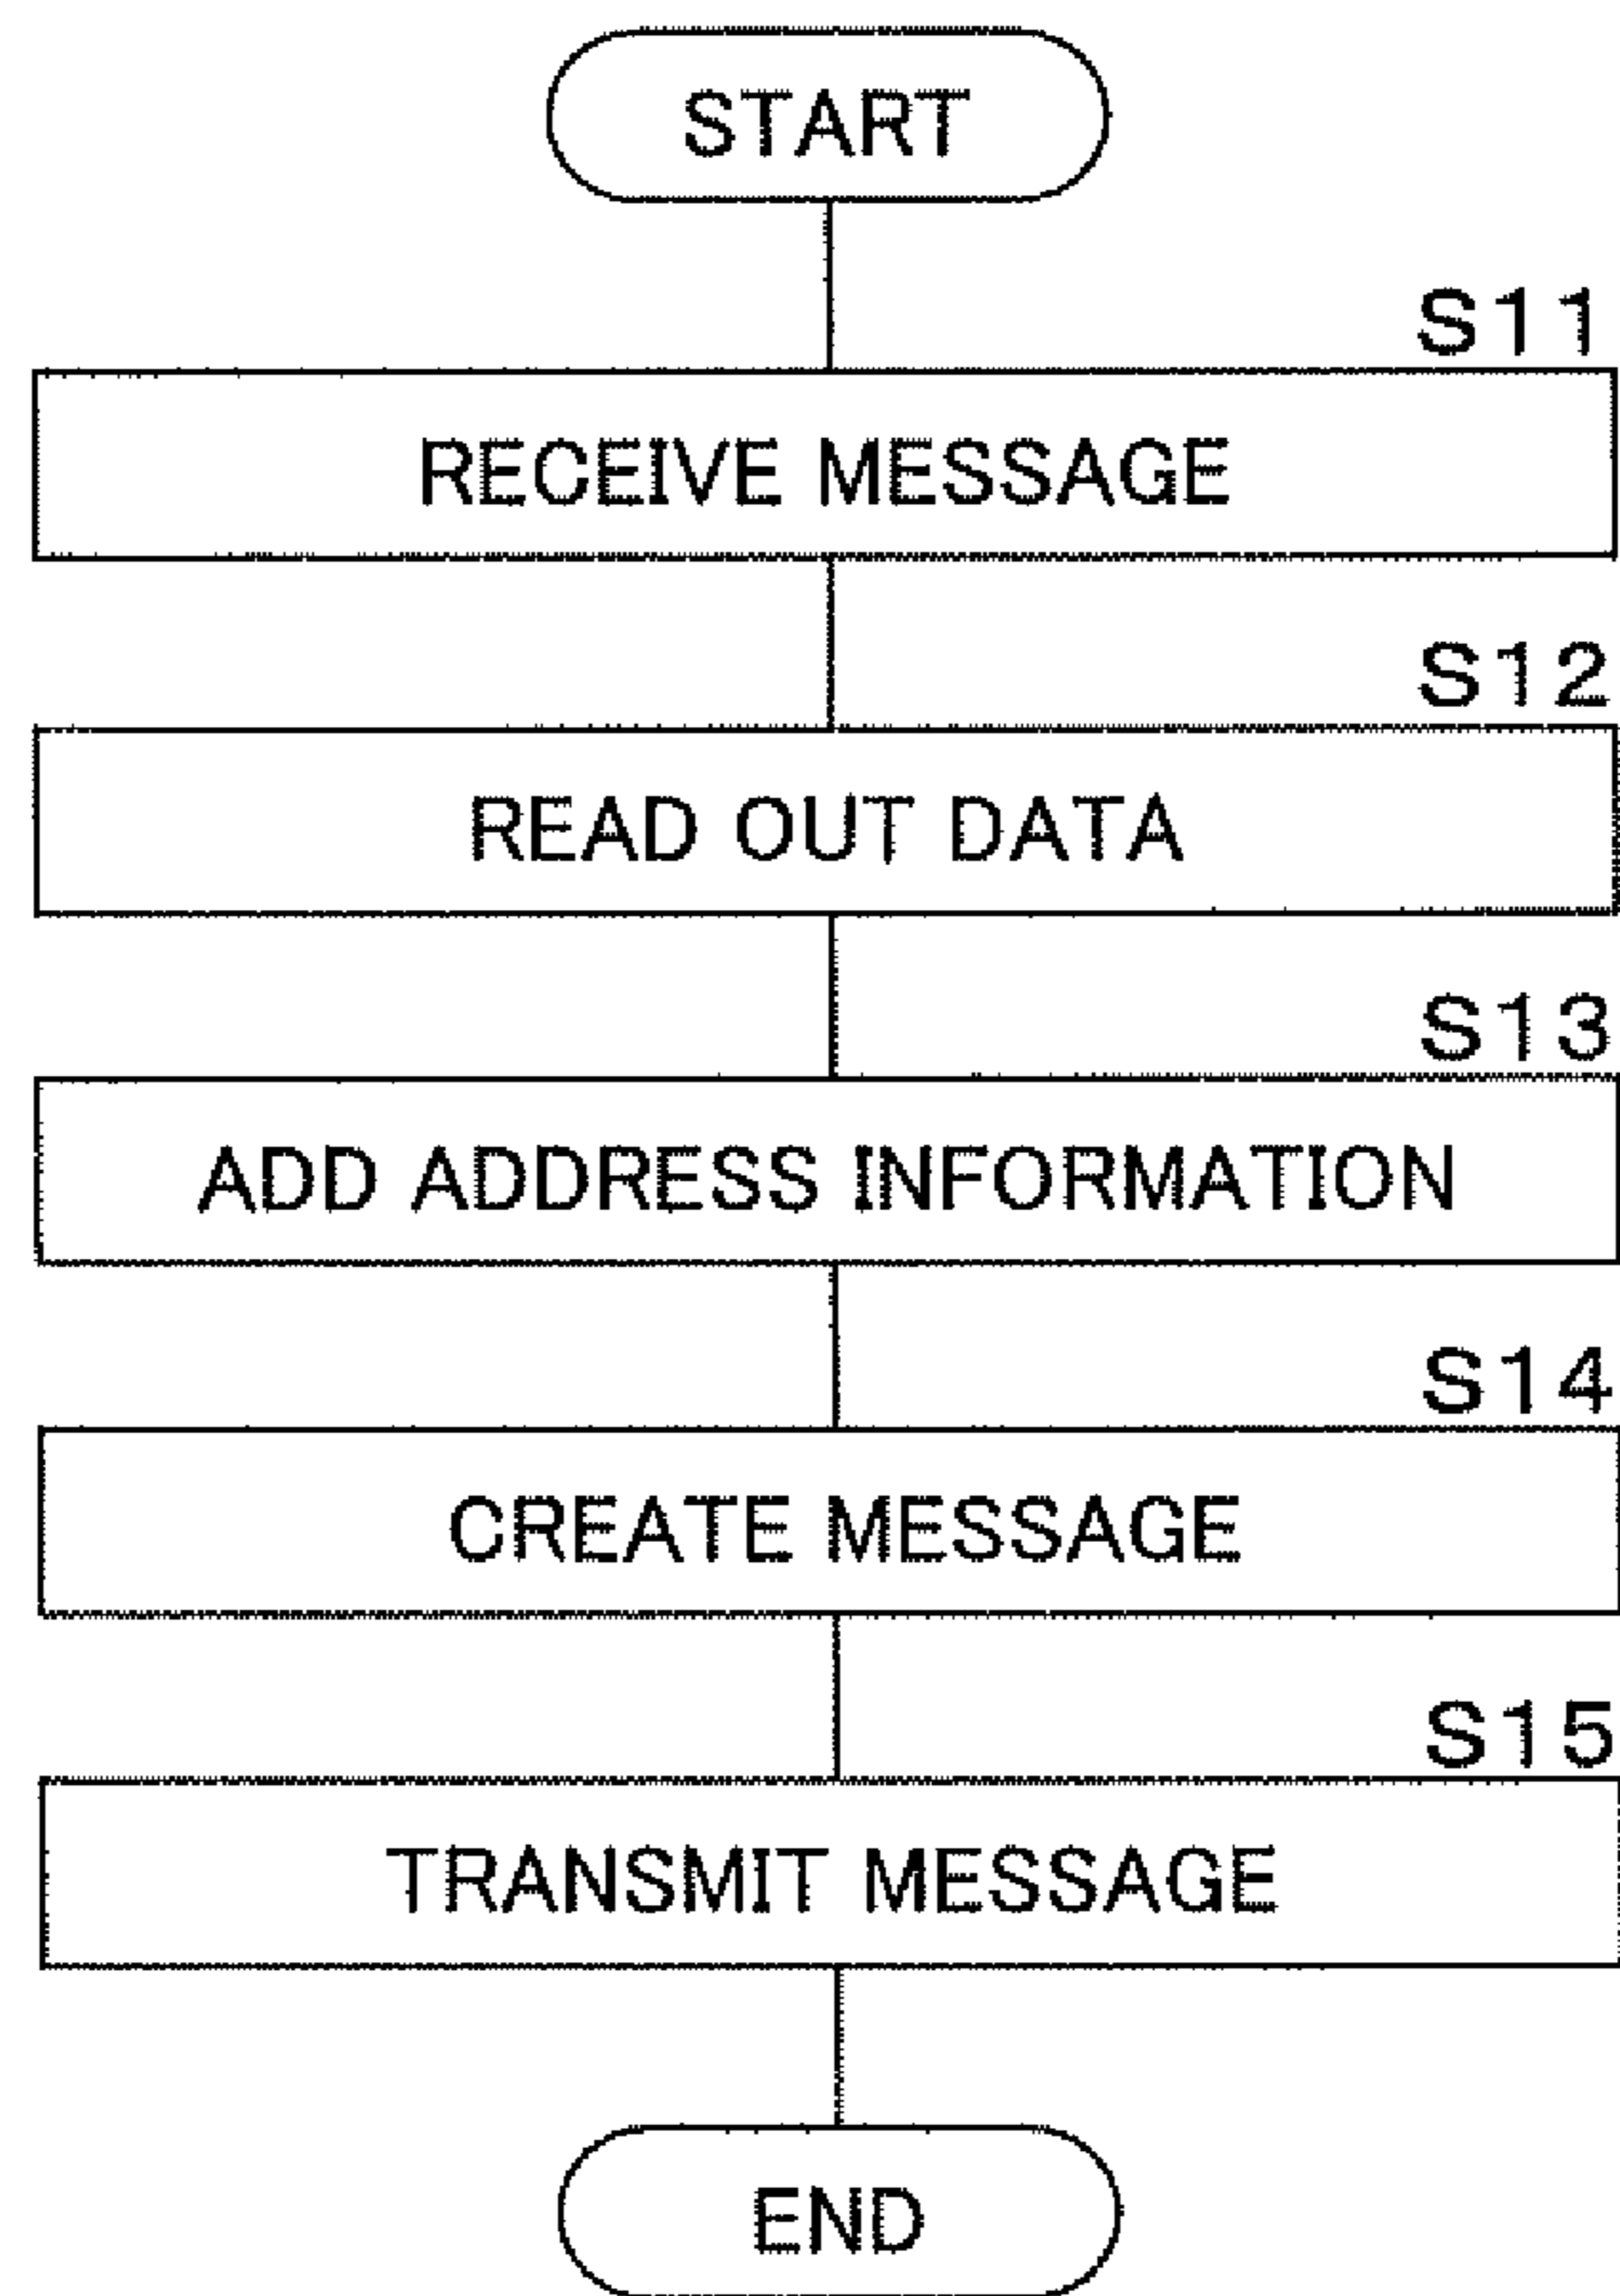 START
S11
RECEIVE MESSAGE
S12
READ OUT DATA
S13
ADD ADDRESS INFORMATION
S14
CREATE MESSAGE
S15
TRANSMIT MESSAGE
END